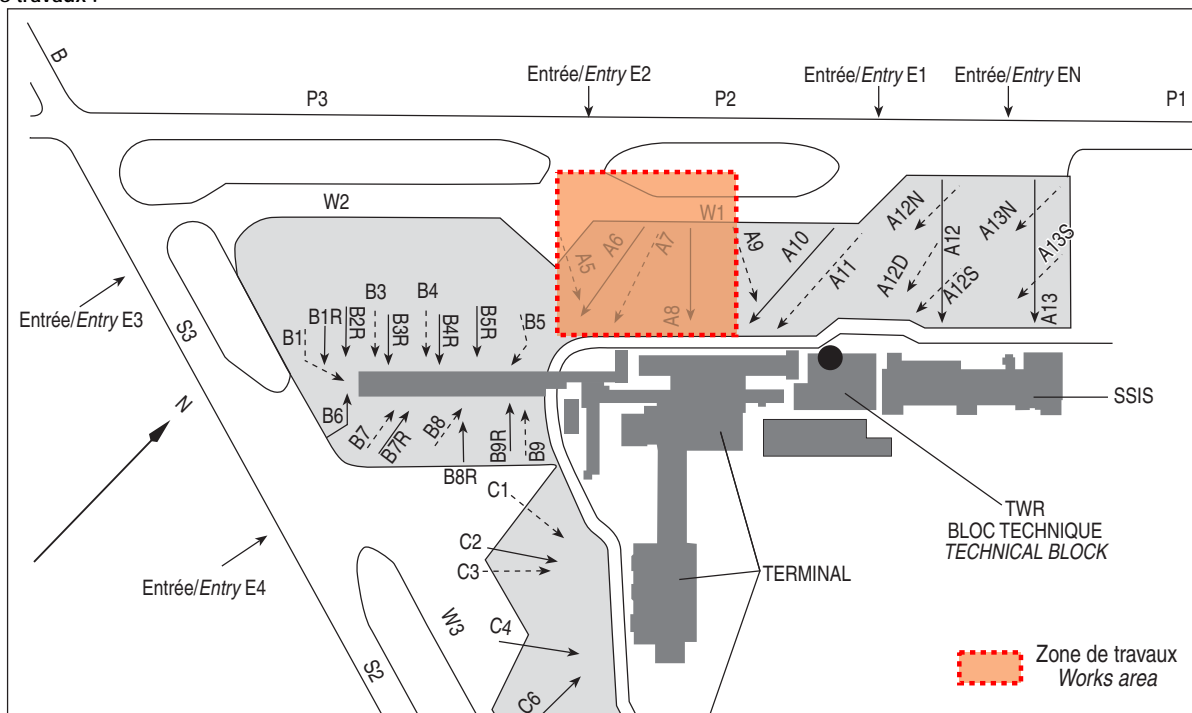 s travaux :
B
Entrée/Entry E2
Entrée/Entry E1
Entrée/Entry EN
P3
P2
P1
W2
W1
A5
A6
A7
A8
A9
A10
A11
A12N
A12D
A12
A12S
A13N
A13S
A13
Entrée/Entry E3
S3
B1
B1R
B2R
B3
B3R
B4
B4R
B5R
B5
N
B6
B7
B7R
B8
B8R
B9R
B9
SSIS
C1
C2
C3
TWR
BLOC TECHNIQUE
TECHNICAL BLOCK
TERMINAL
Entrée/Entry E4
W3
C4
S2
C6
Zone de travaux
Works area